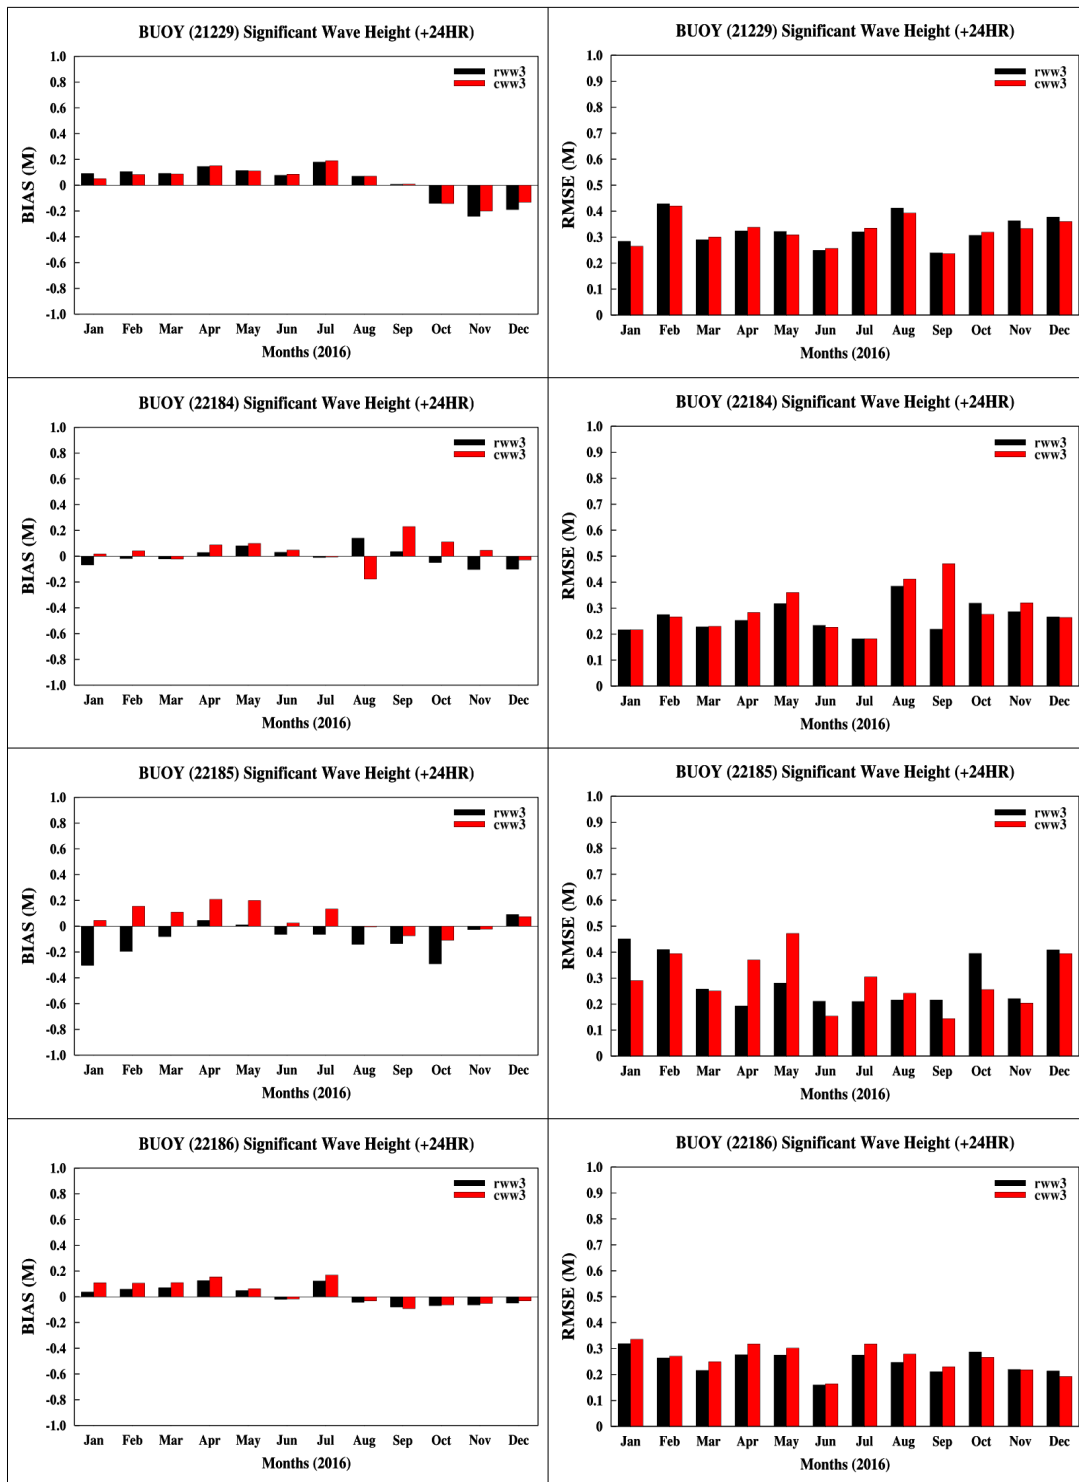 BUOY (21229) Significant Wave Height (+24HR)
1.0
0.8
0.6
0.4
0.2
0
-0.2
-0.4
-0.6
-0.8
-1.0
BIAS (M)
rww3
cww3
Jan Feb Mar Apr May Jun Jul Aug Sep Oct Nov Dec
Months (2016)
BUOY (21229) Significant Wave Height (+24HR)
1
0.9
0.8
0.7
0.6
0.5
0.4
0.3
0.2
0.1
0
RMSE (M)
rww3
cww3
Jan Feb Mar Apr May Jun Jul Aug Sep Oct Nov Dec
Months (2016)
BUOY (22184) Significant Wave Height (+24HR)
1.0
0.8
0.6
0.4
0.2
0
-0.2
-0.4
-0.6
-0.8
-1.0
BIAS (M)
rww3
cww3
Jan Feb Mar Apr May Jun Jul Aug Sep Oct Nov Dec
Months (2016)
BUOY (22184) Significant Wave Height (+24HR)
1
0.9
0.8
0.7
0.6
0.5
0.4
0.3
0.2
0.1
0
RMSE (M)
rww3
cww3
Jan Feb Mar Apr May Jun Jul Aug Sep Oct Nov Dec
Months (2016)
BUOY (22185) Significant Wave Height (+24HR)
1.0
0.8
0.6
0.4
0.2
0
-0.2
-0.4
-0.6
-0.8
-1.0
BIAS (M)
rww3
cww3
Jan Feb Mar Apr May Jun Jul Aug Sep Oct Nov Dec
Months (2016)
BUOY (22185) Significant Wave Height (+24HR)
1
0.9
0.8
0.7
0.6
0.5
0.4
0.3
0.2
0.1
0
RMSE (M)
rww3
cww3
Jan Feb Mar Apr May Jun Jul Aug Sep Oct Nov Dec
Months (2016)
BUOY (22186) Significant Wave Height (+24HR)
1.0
0.8
0.6
0.4
0.2
0
-0.2
-0.4
-0.6
-0.8
-1.0
BIAS (M)
rww3
cww3
Jan Feb Mar Apr May Jun Jul Aug Sep Oct Nov Dec
Months (2016)
BUOY (22186) Significant Wave Height (+24HR)
1
0.9
0.8
0.7
0.6
0.5
0.4
0.3
0.2
0.1
0
RMSE (M)
rww3
cww3
Jan Feb Mar Apr May Jun Jul Aug Sep Oct Nov Dec
Months (2016)